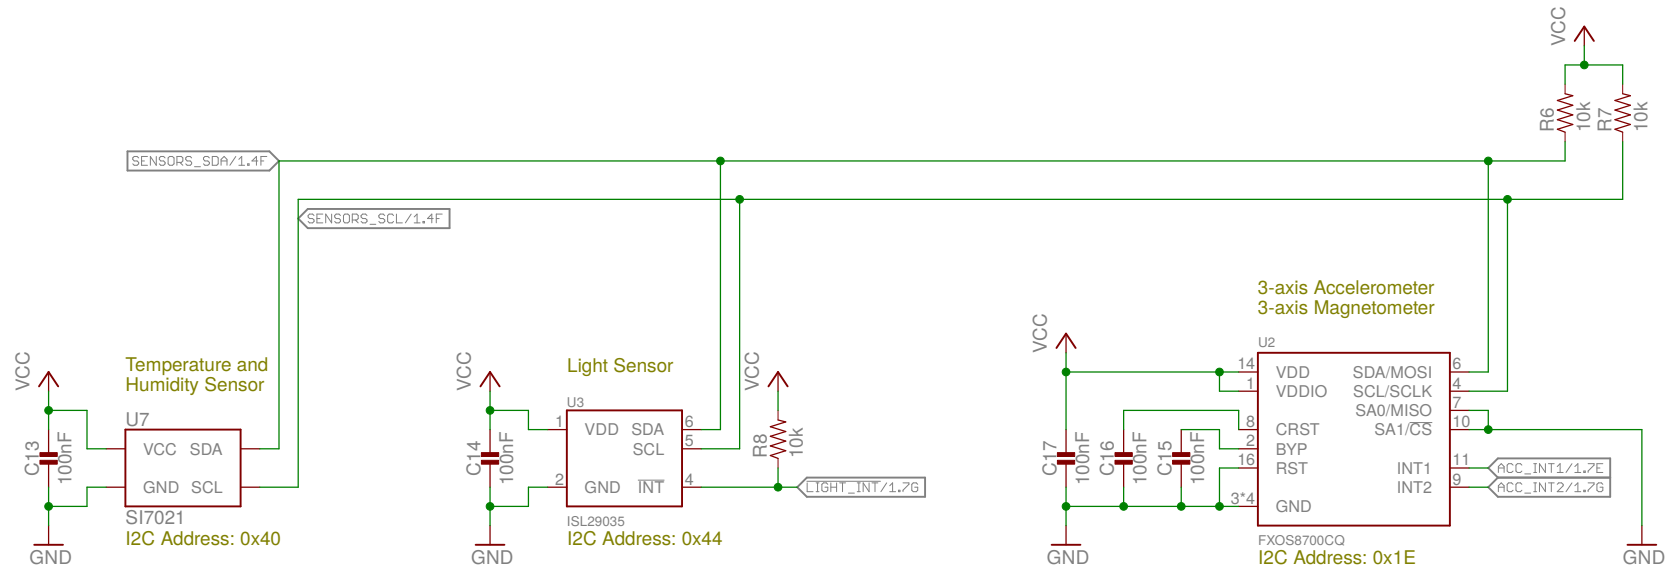 VCC
R6
10k
R7
10k
SENSORS_SDA/1.4F
SENSORS_SCL/1.4F
3-axis Accelerometer
3-axis Magnetometer
VCC
Temperature and
Humidity Sensor
U7
C13
100nF
VCC SDA
GND SCL
SI7021
I2C Address: 0x40
GND
VCC
Light Sensor
U3
C14
100nF
1 VDD SDA 6
SCL 5
2 GND INT 4
ISL29035
I2C Address: 0x44
GND
VCC
R8
10k
LIGHT_INT/1.7G
VCC
U2
C17
100nF
C16
100nF
C15
100nF
14 VDD SDA/MOSI 6
1 VDDIO SCL/SCLK 4
SA0/MISO 7
8 CRST SA1/CS 10
2 BYP
16 RST INT1 11
INT2 9
3*4 GND
ACC_INT1/1.7E
ACC_INT2/1.7G
FXOS8700CQ
I2C Address: 0x1E
GND
GND